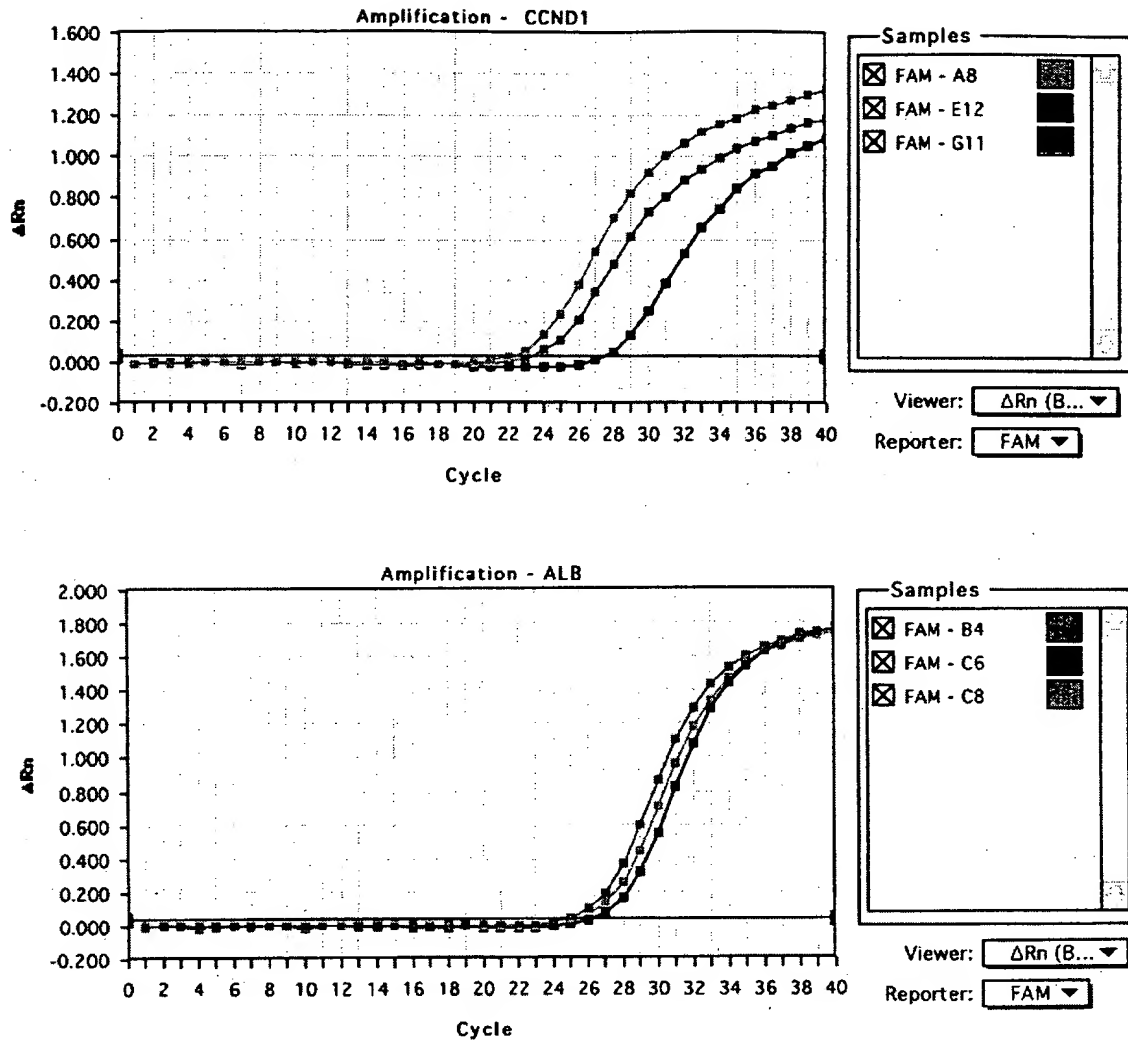 Amplification - CCND1
1.600
1.400
1.200
1.000
0.800
0.600
0.400
0.200
0.000
-0.200
ΔRn
0 2 4 6 8 10 12 14 16 18 20 22 24 26 28 30 32 34 36 38 40
Cycle
Samples
FAM - A8
FAM - E12
FAM - G11
Viewer: ΔRn (B... ▼
Reporter: FAM ▼
Amplification - ALB
2.000
1.800
1.600
1.400
1.200
1.000
0.800
0.600
0.400
0.200
0.000
-0.200
ΔRn
0 2 4 6 8 10 12 14 16 18 20 22 24 26 28 30 32 34 36 38 40
Cycle
Samples
FAM - B4
FAM - C6
FAM - C8
Viewer: ΔRn (B... ▼
Reporter: FAM ▼